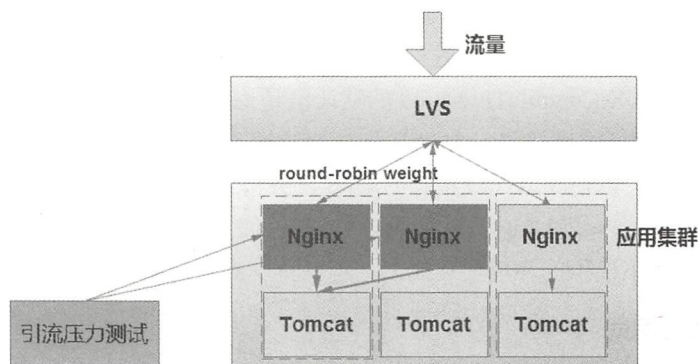 流量
LVS
round-robin weight
Nginx Nginx Nginx 应用集群
引流压力测试 Tomcat Tomcat Tomcat